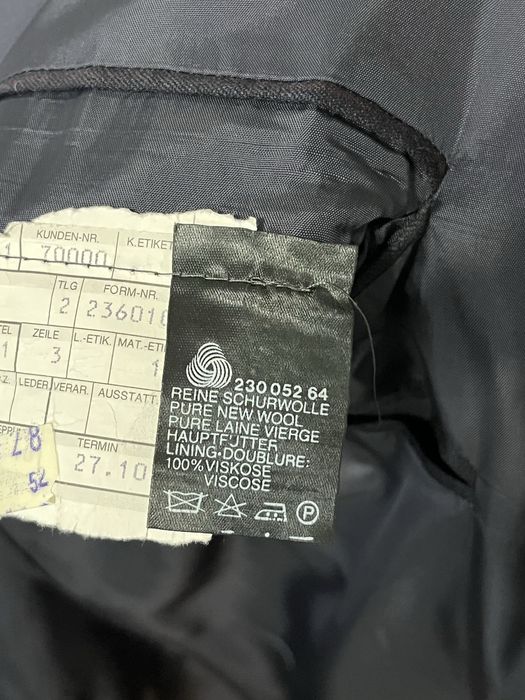 KUNDEN-NR. K.ETIKET
1 70000
TLG FORM-NR.
2 236010
ZEILE L.-ETIK. MAT.-ETI
1 3 1
LEDER VERAR. AUSSTATT
TERMIN
27.10
87
52
230 052 64
REINE SCHURWOLLE
PURE NEW WOOL
PURE LAINE VIERGE
HAUPTFUTTER
LINING·DOUBLURE:
100% VISKOSE
VISCOSE
P